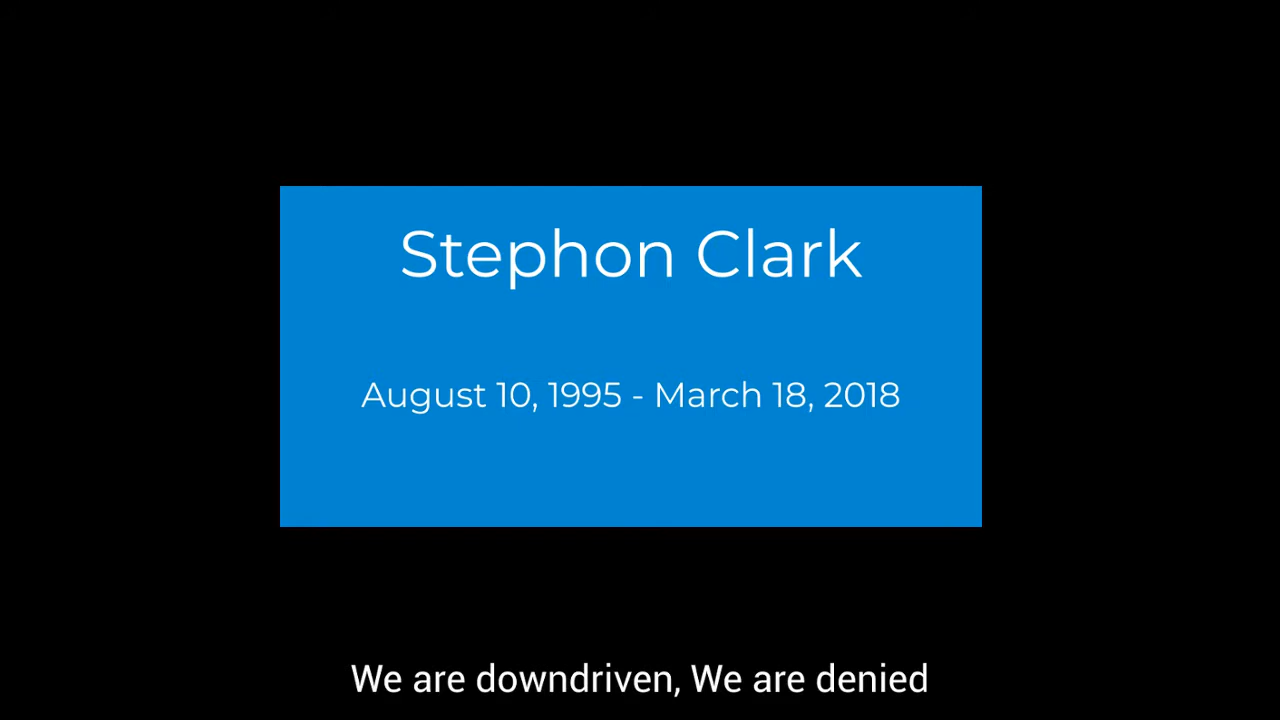 Stephon Clark
August 10, 1995 - March 18, 2018
We are downdriven, We are denied